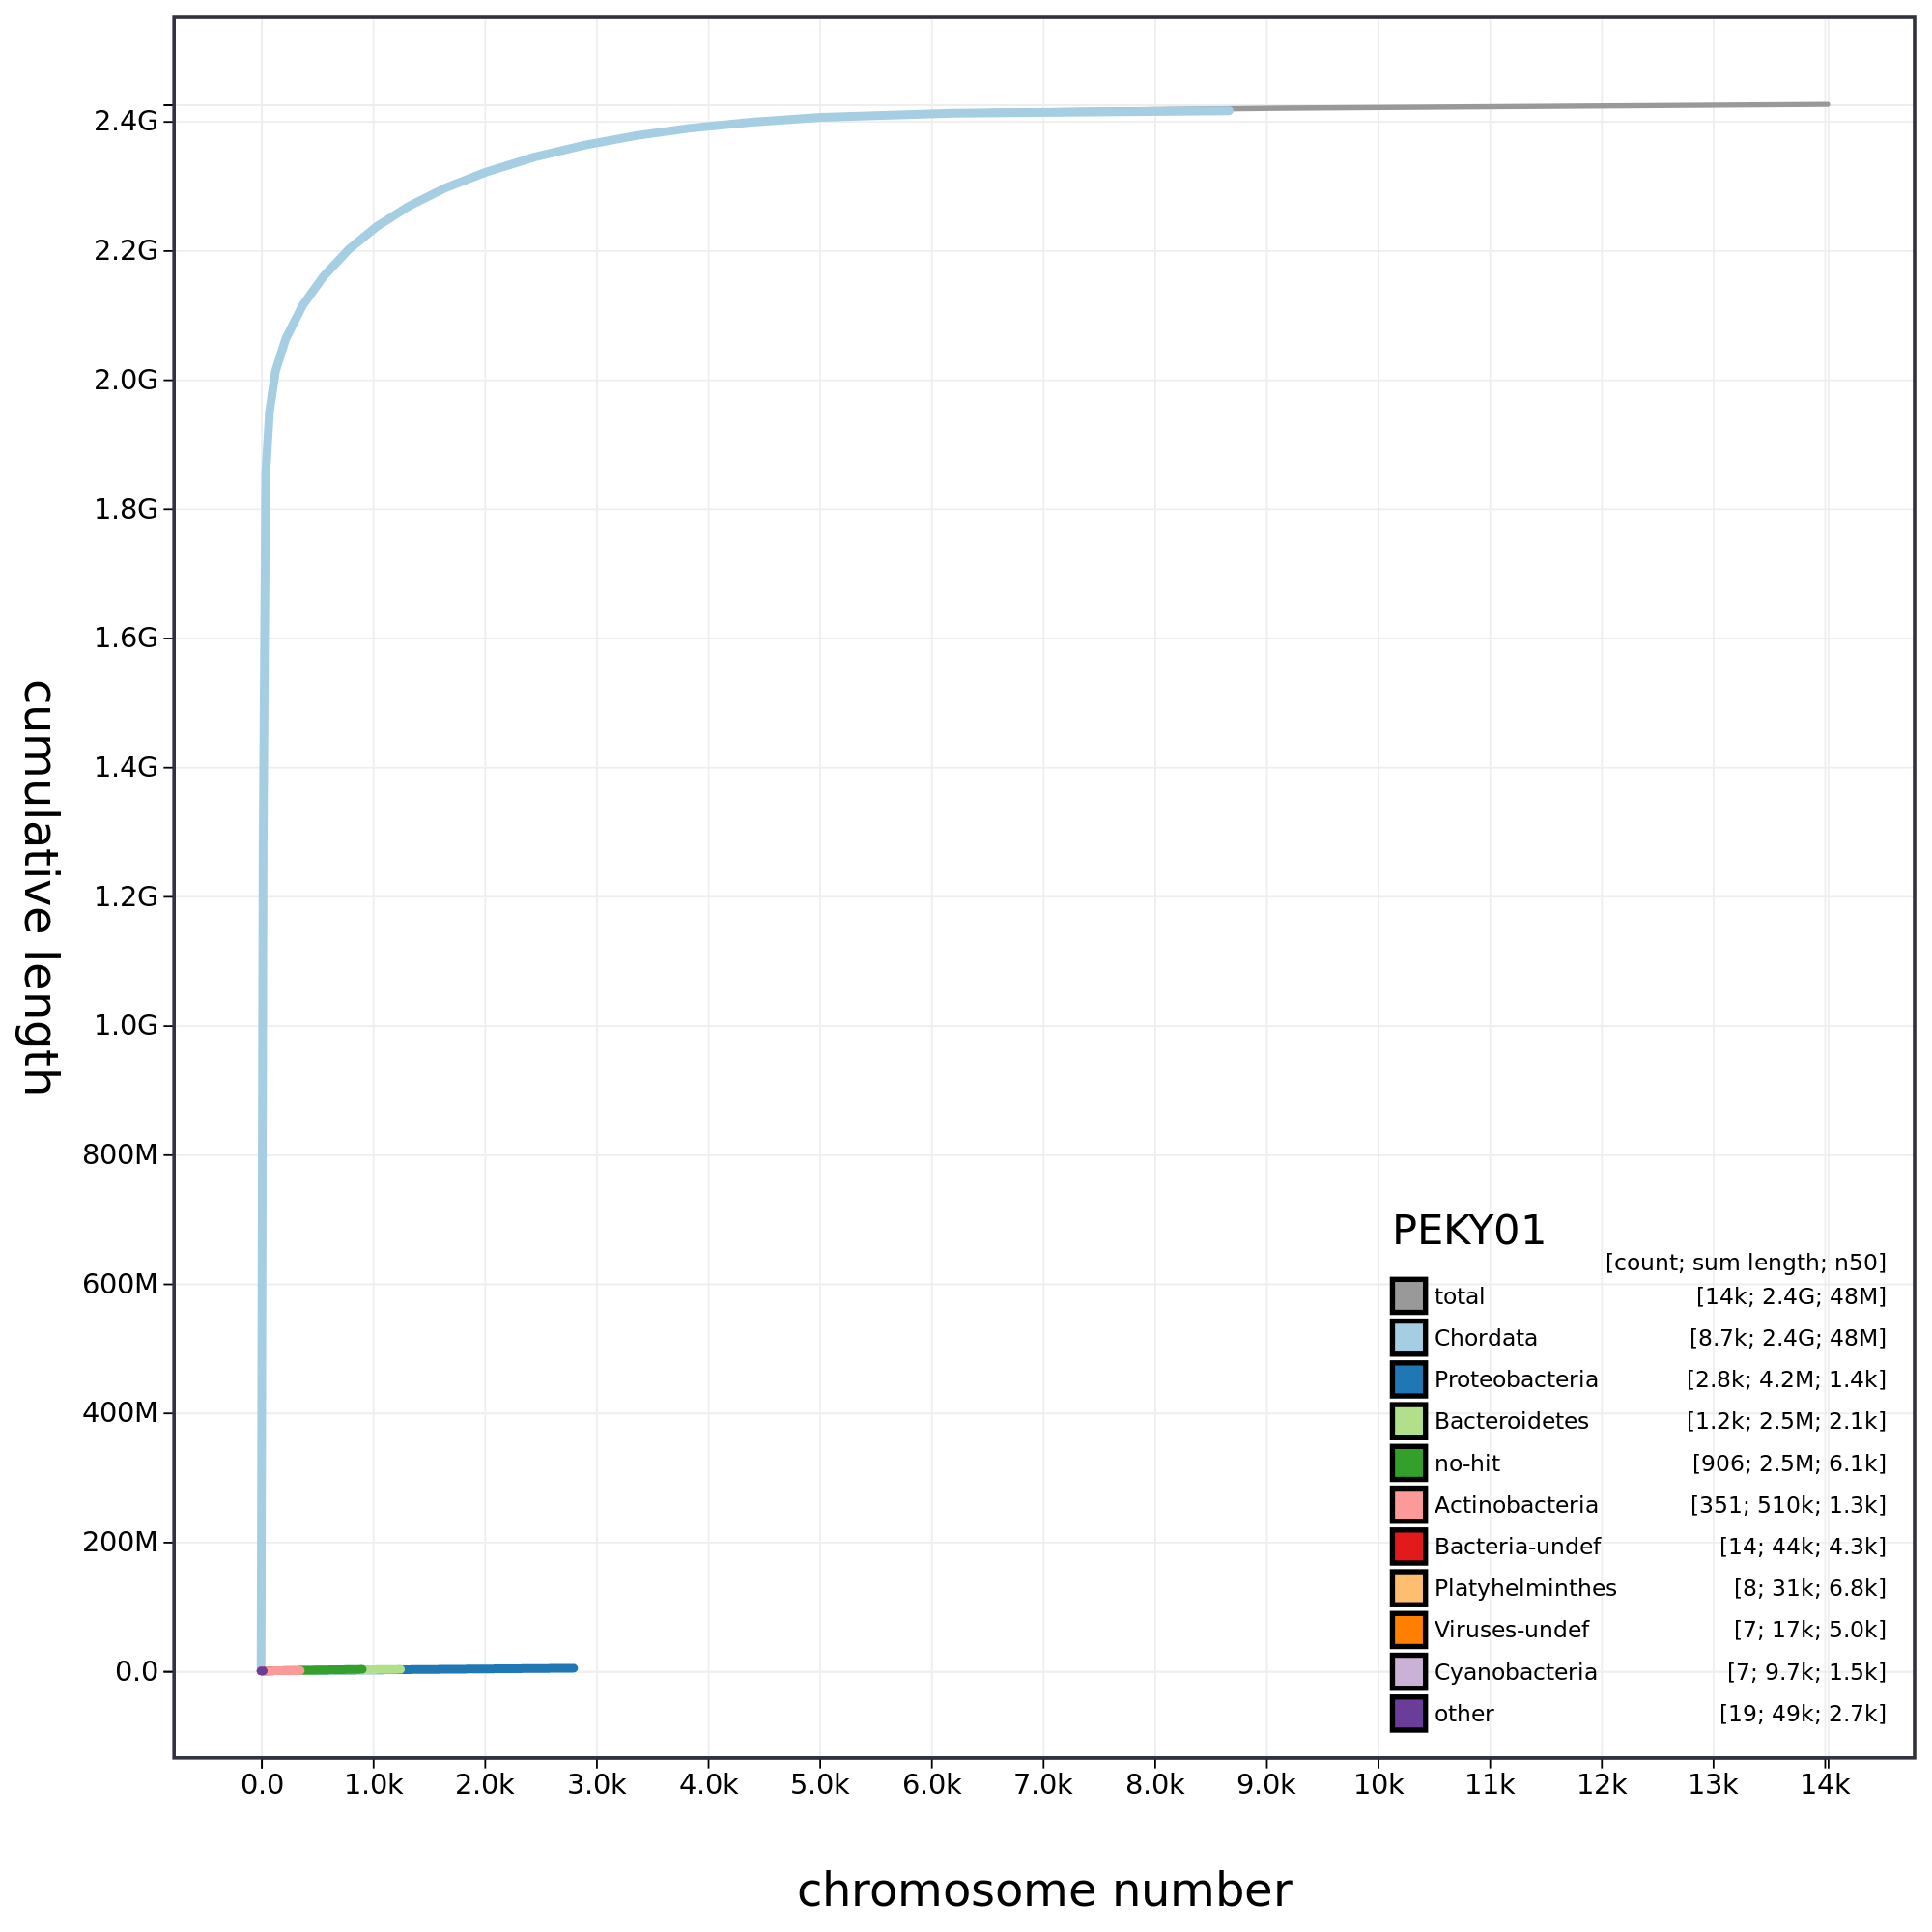 2.4G
2.2G
2.0G
1.8G
1.6G
1.4G
1.2G
1.0G
800M
600M
400M
200M
0.0
cumulative length
PEKY01
[count; sum length; n50]
total [14k; 2.4G; 48M]
Chordata [8.7k; 2.4G; 48M]
Proteobacteria [2.8k; 4.2M; 1.4k]
Bacteroidetes [1.2k; 2.5M; 2.1k]
no-hit [906; 2.5M; 6.1k]
Actinobacteria [351; 510k; 1.3k]
Bacteria-undef [14; 44k; 4.3k]
Platyhelminthes [8; 31k; 6.8k]
Viruses-undef [7; 17k; 5.0k]
Cyanobacteria [7; 9.7k; 1.5k]
other [19; 49k; 2.7k]
0.0 1.0k 2.0k 3.0k 4.0k 5.0k 6.0k 7.0k 8.0k 9.0k 10k 11k 12k 13k 14k
chromosome number